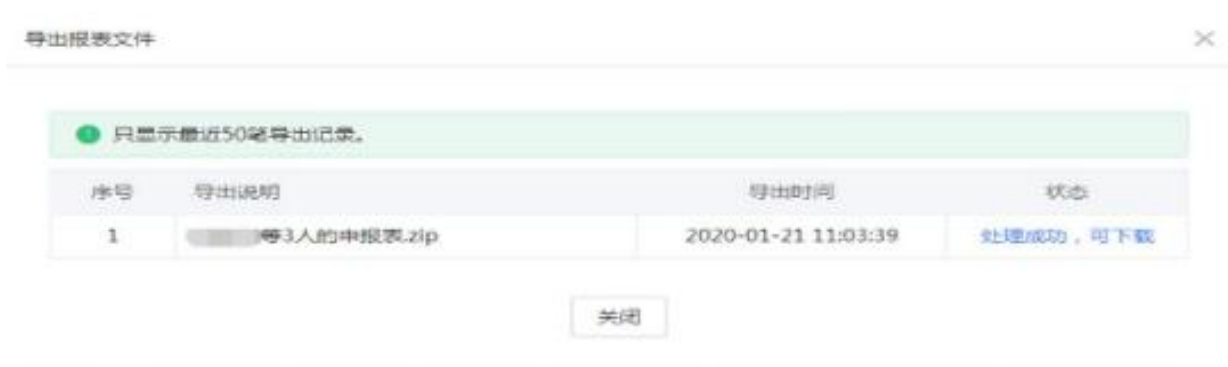 导出报表文件
只显示最近50笔导出记录。
序号 导出说明 导出时间 状态
1 等3人的申报表.zip 2020-01-21 11:03:39 处理成功，可下载
关闭